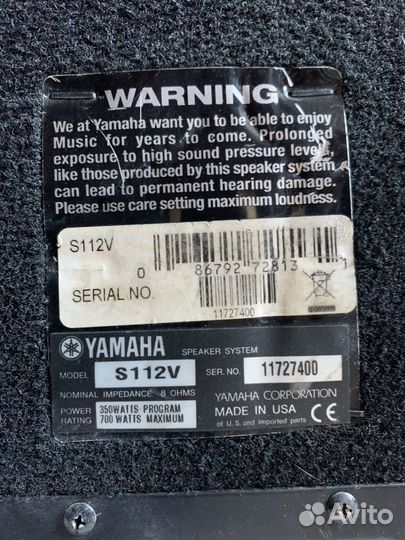 WARNING
We at Yamaha want you to be able to enjoy
Music for years to come. Prolonged
exposure to high sound pressure levels,
like those produced by this speaker system
can lead to permanent hearing damage.
Please use care setting maximum loudness.
S112V
0 86792 72813 1
SERIAL NO.
11727400
YAMAHA SPEAKER SYSTEM
MODEL S112V SER. NO. 11727400
NOMINAL IMPEDANCE 8 OHMS
POWER RATING 350WATTS PROGRAM 700 WATTS MAXIMUM
YAMAHA CORPORATION
MADE IN USA CE
of U.S. and Imported parts
Avito